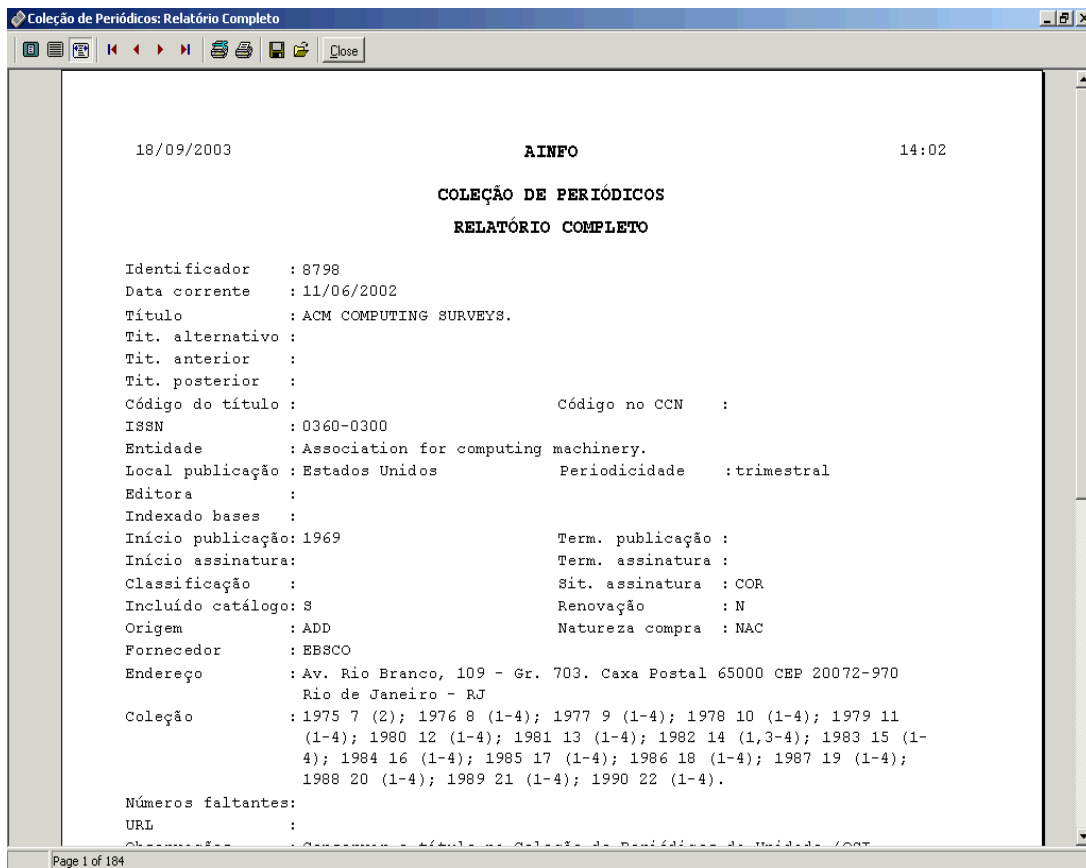 Coleção de Periódicos: Relatório Completo
Close
18/09/2003 AINFO 14:02
COLEÇÃO DE PERIÓDICOS
RELATÓRIO COMPLETO
Identificador : 8798
Data corrente : 11/06/2002
Título : ACM COMPUTING SURVEYS.
Tit. alternativo :
Tit. anterior :
Tit. posterior :
Código do título : Código no CCN :
ISSN : 0360-0300
Entidade : Association for computing machinery.
Local publicação : Estados Unidos Periodicidade : trimestral
Editora :
Indexado bases :
Início publicação: 1969 Term. publicação :
Início assinatura: Term. assinatura :
Classificação : Sit. assinatura : COR
Incluído catálogo: S Renovação : N
Origem : ADD Natureza compra : NAC
Fornecedor : EBSCO
Endereço : Av. Rio Branco, 109 - Gr. 703. Caxa Postal 65000 CEP 20072-970
Rio de Janeiro - RJ
Coleção : 1975 7 (2); 1976 8 (1-4); 1977 9 (1-4); 1978 10 (1-4); 1979 11
(1-4); 1980 12 (1-4); 1981 13 (1-4); 1982 14 (1,3-4); 1983 15 (1-
4); 1984 16 (1-4); 1985 17 (1-4); 1986 18 (1-4); 1987 19 (1-4);
1988 20 (1-4); 1989 21 (1-4); 1990 22 (1-4).
Números faltantes:
URL :
Page 1 of 184